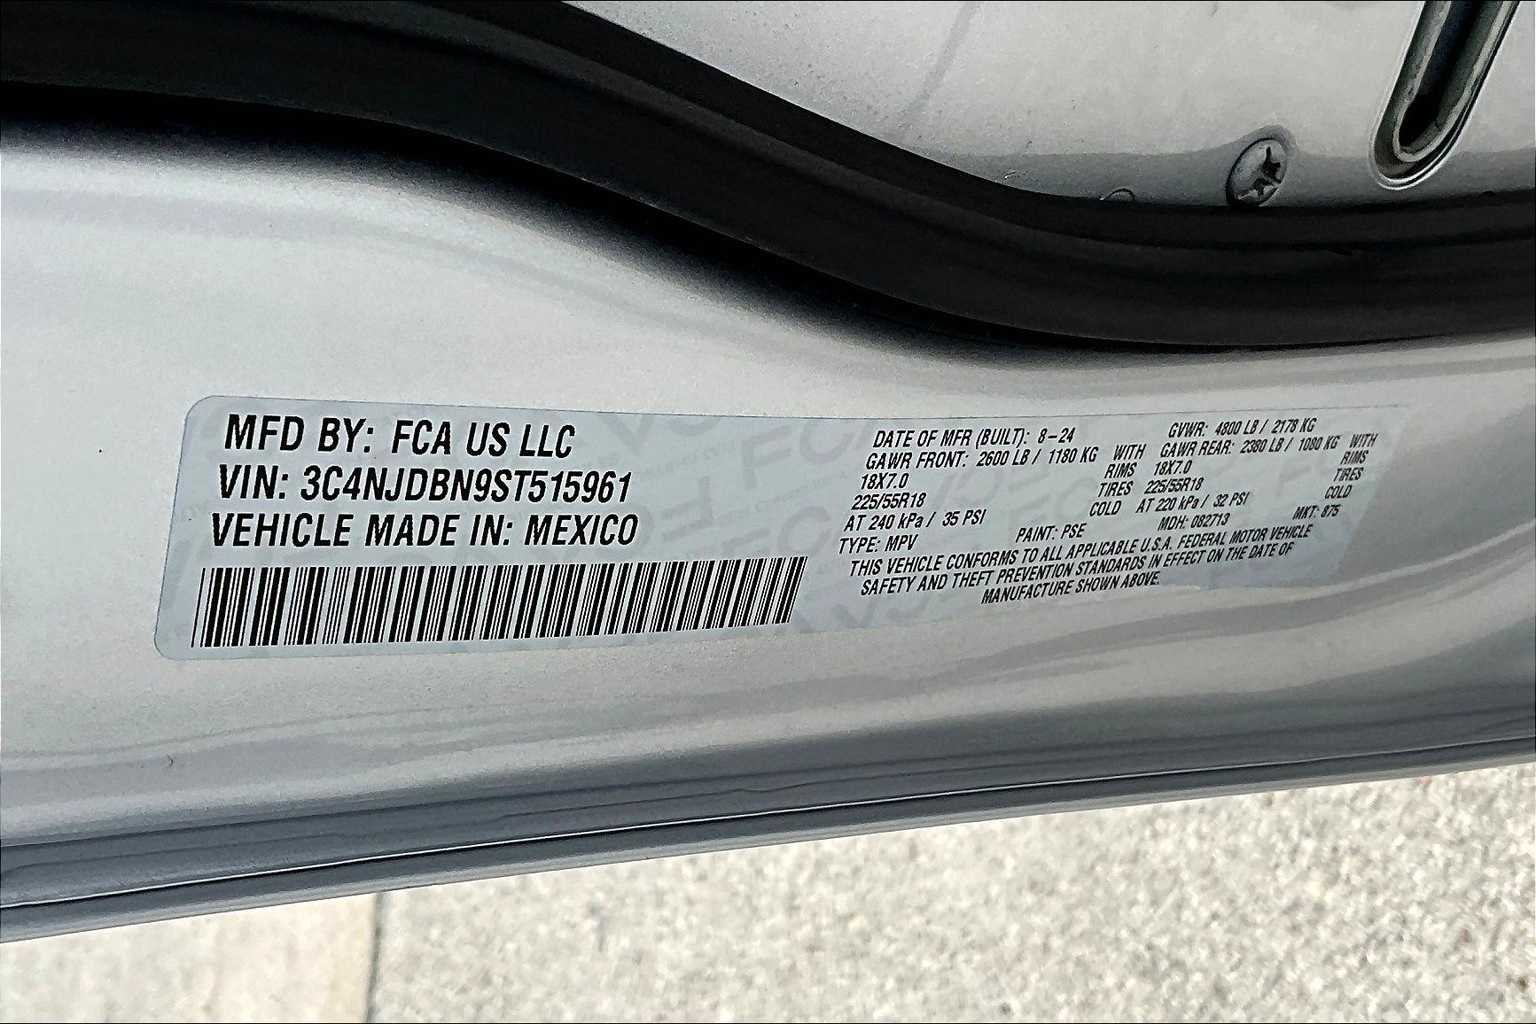 MFD BY: FCA US LLC
VIN: 3C4NJDBN9ST515961
VEHICLE MADE IN: MEXICO
DATE OF MFR (BUILT): 8-24 GVWR: 4800 LB / 2178 KG
GAWR FRONT: 2600 LB / 1180 KG WITH GAWR REAR: 2380 LB / 1080 KG WITH
18X7.0 RIMS 18X7.0 RIMS
225/55R18 TIRES 225/55R18 TIRES
AT 240 kPa / 35 PSI COLD AT 220 kPa / 32 PSI COLD
TYPE: MPV PAINT: PSE MDH: 082713 MKT: 875
THIS VEHICLE CONFORMS TO ALL APPLICABLE U.S.A. FEDERAL MOTOR VEHICLE
SAFETY AND THEFT PREVENTION STANDARDS IN EFFECT ON THE DATE OF
MANUFACTURE SHOWN ABOVE.